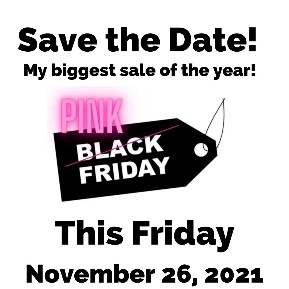 Save the Date!
My biggest sale of the year!
PINK
BLACK
FRIDAY
This Friday
November 26, 2021